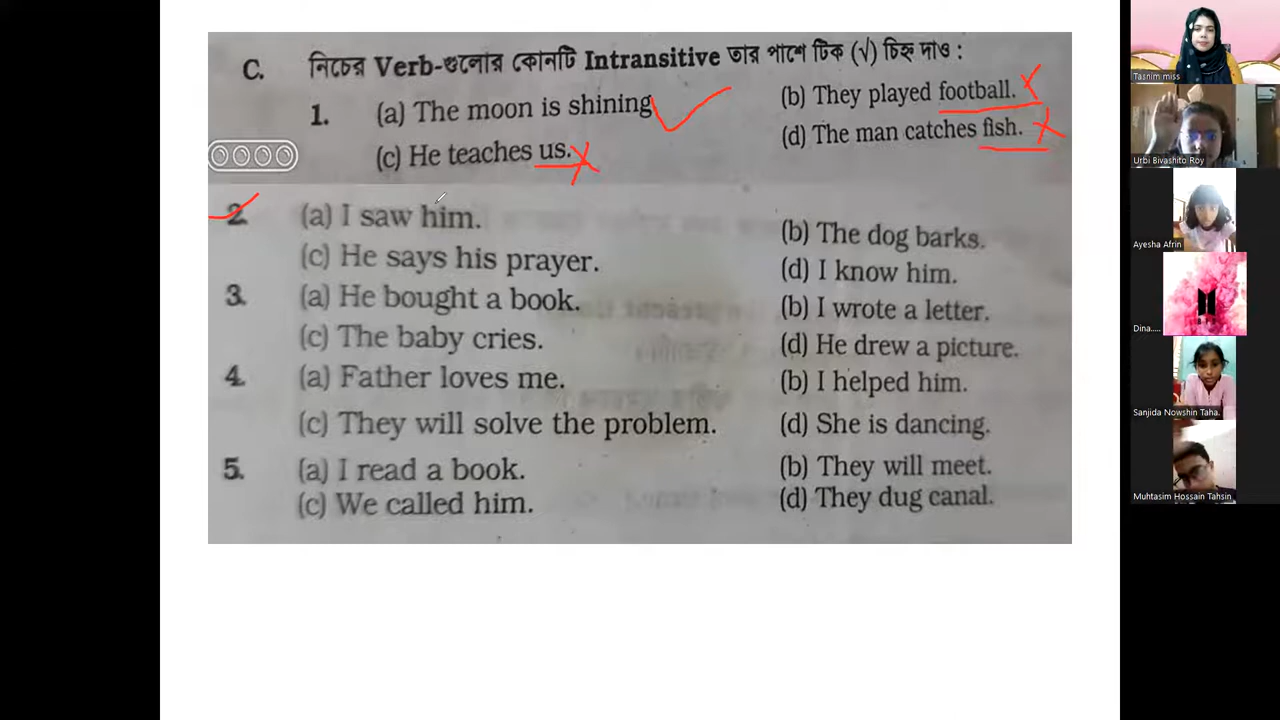 C. নিচের Verb-গুলোর কোনটি Intransitive তার পাশে টিক (√) চিহ্ন দাও :
1. (a) The moon is shining (b) They played football.
(c) He teaches us. (d) The man catches fish.
2. (a) I saw him. (b) The dog barks.
(c) He says his prayer. (d) I know him.
3. (a) He bought a book. (b) I wrote a letter.
(c) The baby cries. (d) He drew a picture.
4. (a) Father loves me. (b) I helped him.
(c) They will solve the problem. (d) She is dancing.
5. (a) I read a book. (b) They will meet.
(c) We called him. (d) They dug canal.
Tasnim miss
Urbi Bivashito Roy
Ayesha Afrin
Dina.....
Sanjida Nowshin Taha.
Muhtasim Hossain Tahsin